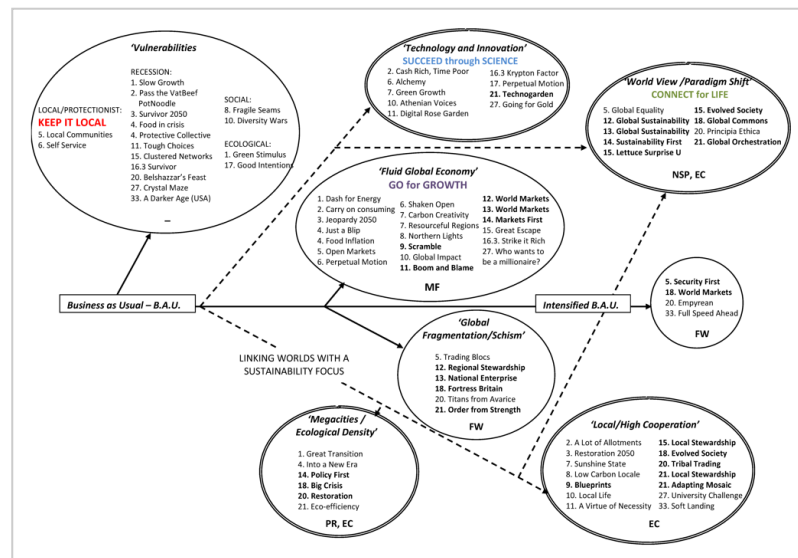 ‘Vulnerabilities
RECESSION:
1. Slow Growth
2. Pass the VatBeef
PotNoodle
3. Survivor 2050
4. Food in crisis
4. Protective Collective
11. Tough Choices
15. Clustered Networks
16.3 Survivor
20. Belshazzar’s Feast
27. Crystal Maze
33. A Darker Age (USA)
LOCAL/PROTECTIONIST:
KEEP IT LOCAL
5. Local Communities
6. Self Service
SOCIAL:
8. Fragile Seams
10. Diversity Wars
ECOLOGICAL:
1. Green Stimulus
17. Good Intentions
–
‘Technology and Innovation’
SUCCEED through SCIENCE
2. Cash Rich, Time Poor
6. Alchemy
7. Green Growth
10. Athenian Voices
11. Digital Rose Garden
16.3 Krypton Factor
17. Perpetual Motion
21. Technogarden
27. Going for Gold
‘World View /Paradigm Shift’
CONNECT for LIFE
5. Global Equality
12. Global Sustainability
13. Global Sustainability
14. Sustainability First
15. Lettuce Surprise U
15. Evolved Society
18. Global Commons
20. Principia Ethica
21. Global Orchestration
NSP, EC
‘Fluid Global Economy’
GO for GROWTH
1. Dash for Energy
2. Carry on consuming
3. Jeopardy 2050
4. Just a Blip
4. Food Inflation
5. Open Markets
6. Perpetual Motion
6. Shaken Open
7. Carbon Creativity
7. Resourceful Regions
8. Northern Lights
9. Scramble
10. Global Impact
11. Boom and Blame
12. World Markets
13. World Markets
14. Markets First
15. Great Escape
16.3. Strike it Rich
27. Who wants to
be a millionaire?
MF
Business as Usual – B.A.U.
Intensified B.A.U.
5. Security First
18. World Markets
20. Empyrean
33. Full Speed Ahead
FW
LINKING WORLDS WITH A
SUSTAINABILITY FOCUS
‘Global
Fragmentation/Schism’
5. Trading Blocs
12. Regional Stewardship
13. National Enterprise
18. Fortress Britain
20. Titans from Avarice
21. Order from Strength
FW
‘Megacities /
Ecological Density’
1. Great Transition
4. Into a New Era
14. Policy First
18. Big Crisis
20. Restoration
21. Eco-efficiency
PR, EC
‘Local/High Cooperation’
2. A Lot of Allotments
3. Restoration 2050
7. Sunshine State
8. Low Carbon Locale
9. Blueprints
10. Local Life
11. A Virtue of Necessity
15. Local Stewardship
18. Evolved Society
20. Tribal Trading
21. Local Stewardship
21. Adapting Mosaic
27. University Challenge
33. Soft Landing
EC